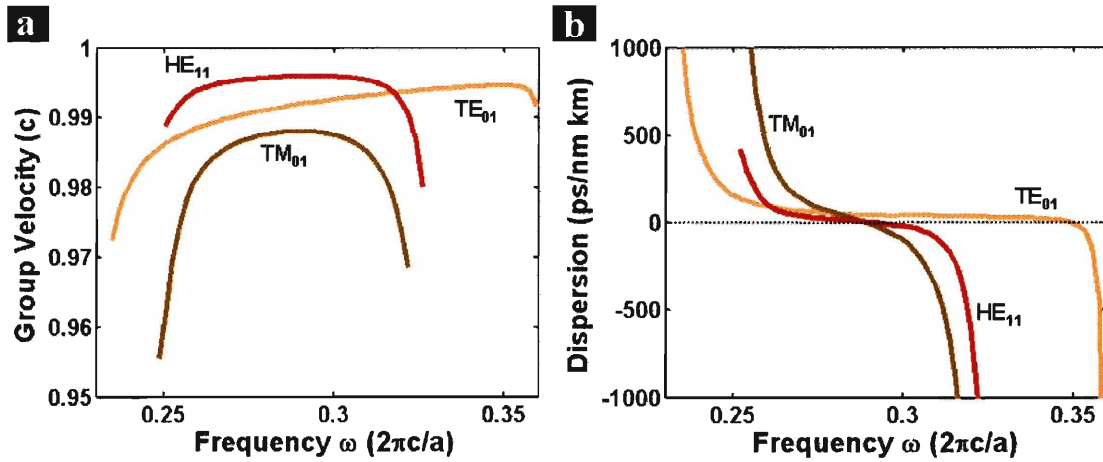 a
HE11
TE01
TM01
1
0.99
0.98
0.97
0.96
0.95
0.25
0.3
0.35
Group Velocity (c)
Frequency ω (2πc/a)
b
TM01
TE01
HE11
1000
500
0
-500
-1000
0.25
0.3
0.35
Dispersion (ps/nm km)
Frequency ω (2πc/a)